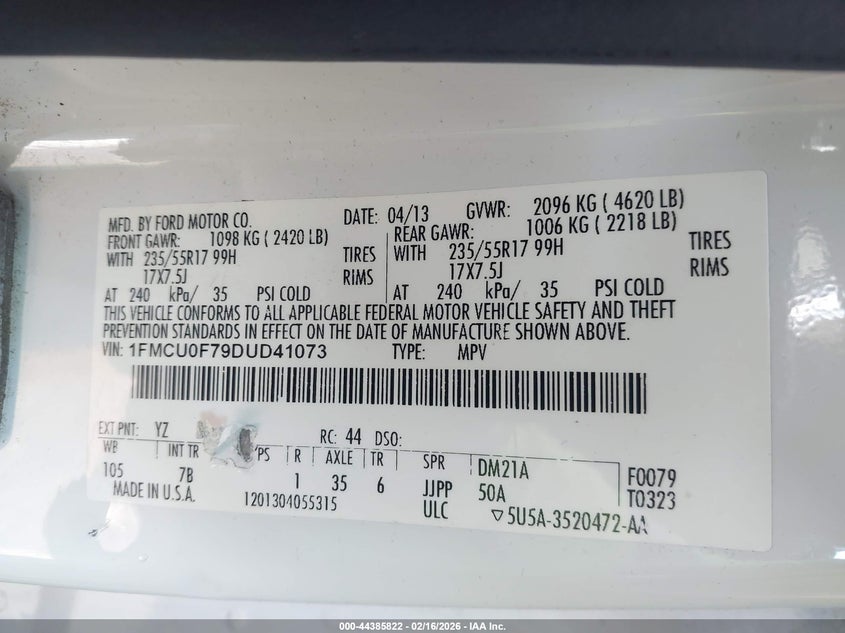 MFD. BY FORD MOTOR CO. DATE: 04/13 GVWR: 2096 KG ( 4620 LB)
FRONT GAWR: 1098 KG ( 2420 LB) REAR GAWR: 1006 KG ( 2218 LB)
WITH 235/55R17 99H TIRES WITH 235/55R17 99H TIRES
17X7.5J RIMS 17X7.5J RIMS
AT 240 kPa/ 35 PSI COLD AT 240 kPa/ 35 PSI COLD
THIS VEHICLE CONFORMS TO ALL APPLICABLE FEDERAL MOTOR VEHICLE SAFETY AND THEFT
PREVENTION STANDARDS IN EFFECT ON THE DATE OF MANUFACTURE SHOWN ABOVE.
VIN: 1FMCU0F79DUD41073 TYPE: MPV
EXT PNT: YZ RC: 44 DSO:
WB INT TR PS R AXLE TR SPR DM21A F0079
105 7B 1 35 6 JJPP 50A T0323
MADE IN U.S.A. 1201304055315 ULC ▽5U5A-3520472-AA
000-44385822 - 02/16/2026 - IAA Inc.